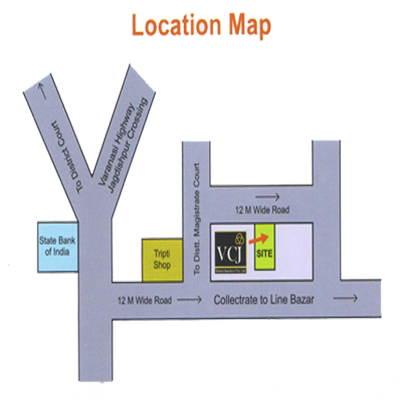 Location Map
To District Court
Varanasi Highway
Jagdishpur Crossing
To Distt. Magistrate Court
12 M Wide Road
State Bank
of India
Tripti
Shop
VCJ
SITE
12 M Wide Road
Collectrate to Line Bazar